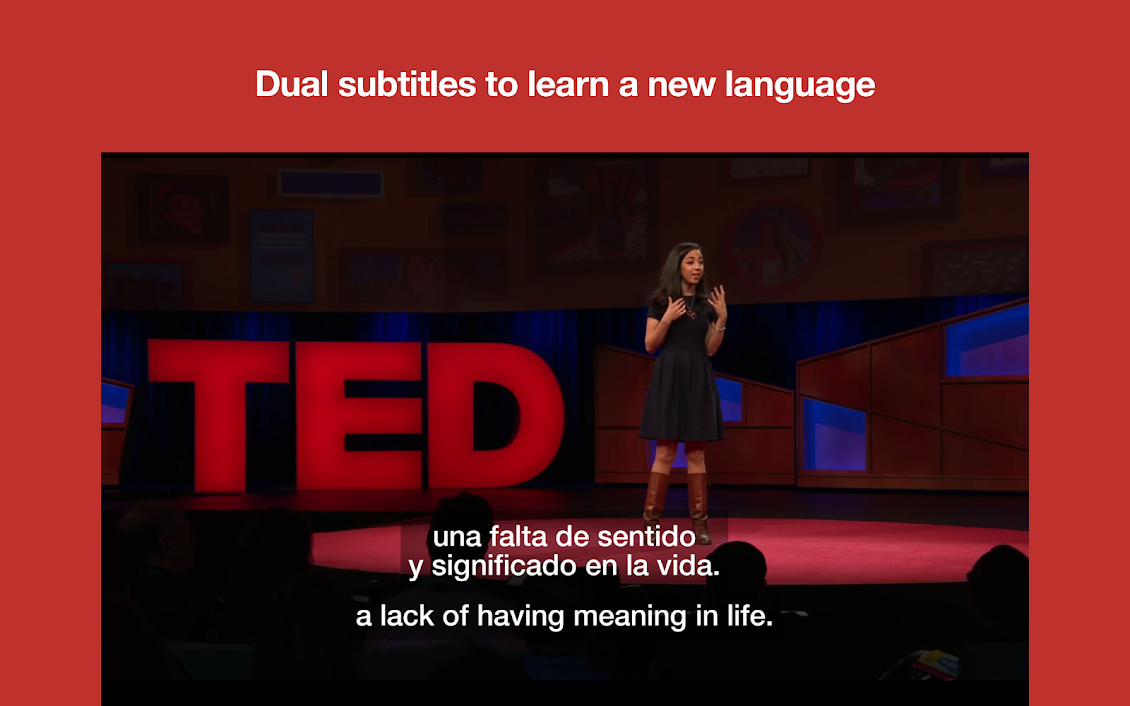 Dual subtitles to learn a new language
TED
una falta de sentido
y significado en la vida.
a lack of having meaning in life.